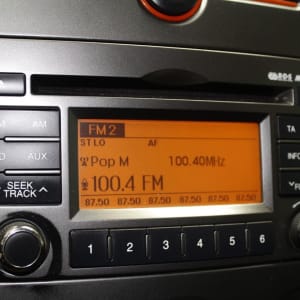 RDS
FM 2
AM
TA
ST LO AF
AUX
Pop M 100.40MHz
INFO
100.4 FM
SEEK
TRACK
87.50 87.50 87.50 87.50 87.50 87.50
1 2 3 4 5 6